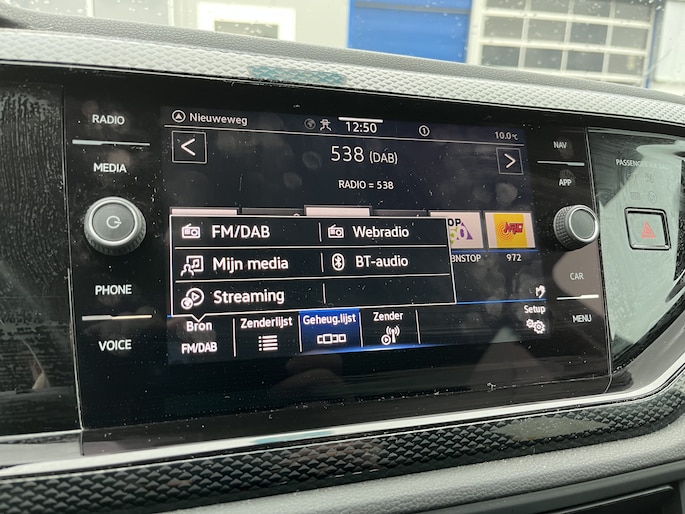 RADIO
MEDIA
PHONE
VOICE
Nieuweweg
12:50
10.0°C
538 (DAB)
RADIO = 538
FM/DAB
Webradio
Mijn media
BT-audio
Streaming
972
Bron
FM/DAB
Zenderlijst
Geheug.lijst
Zender
Setup
NAV
APP
CAR
MENU
PASSENGER